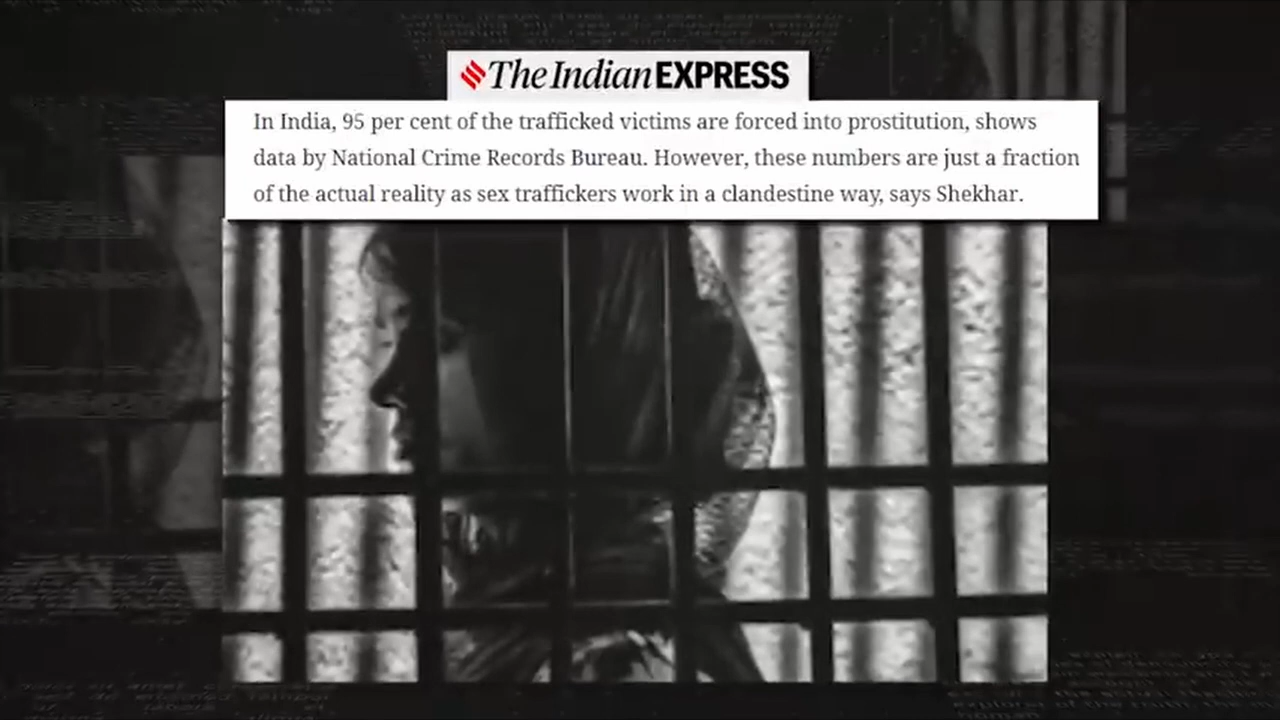 The Indian EXPRESS
In India, 95 per cent of the trafficked victims are forced into prostitution, shows
data by National Crime Records Bureau. However, these numbers are just a fraction
of the actual reality as sex traffickers work in a clandestine way, says Shekhar.